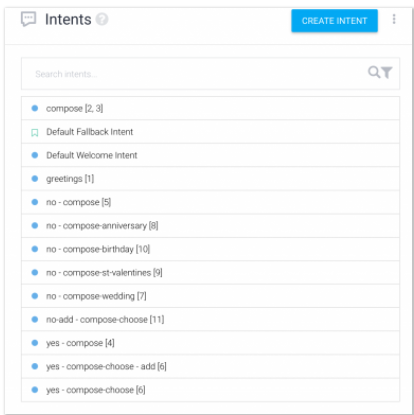 Intents ?
CREATE INTENT
Search intents...
compose [2, 3]
Default Fallback Intent
Default Welcome Intent
greetings [1]
no - compose [5]
no - compose-anniversary [8]
no - compose-birthday [10]
no - compose-st-valentines [9]
no - compose-wedding [7]
no-add - compose-choose [11]
yes - compose [4]
yes - compose-choose - add [6]
yes - compose-choose [6]